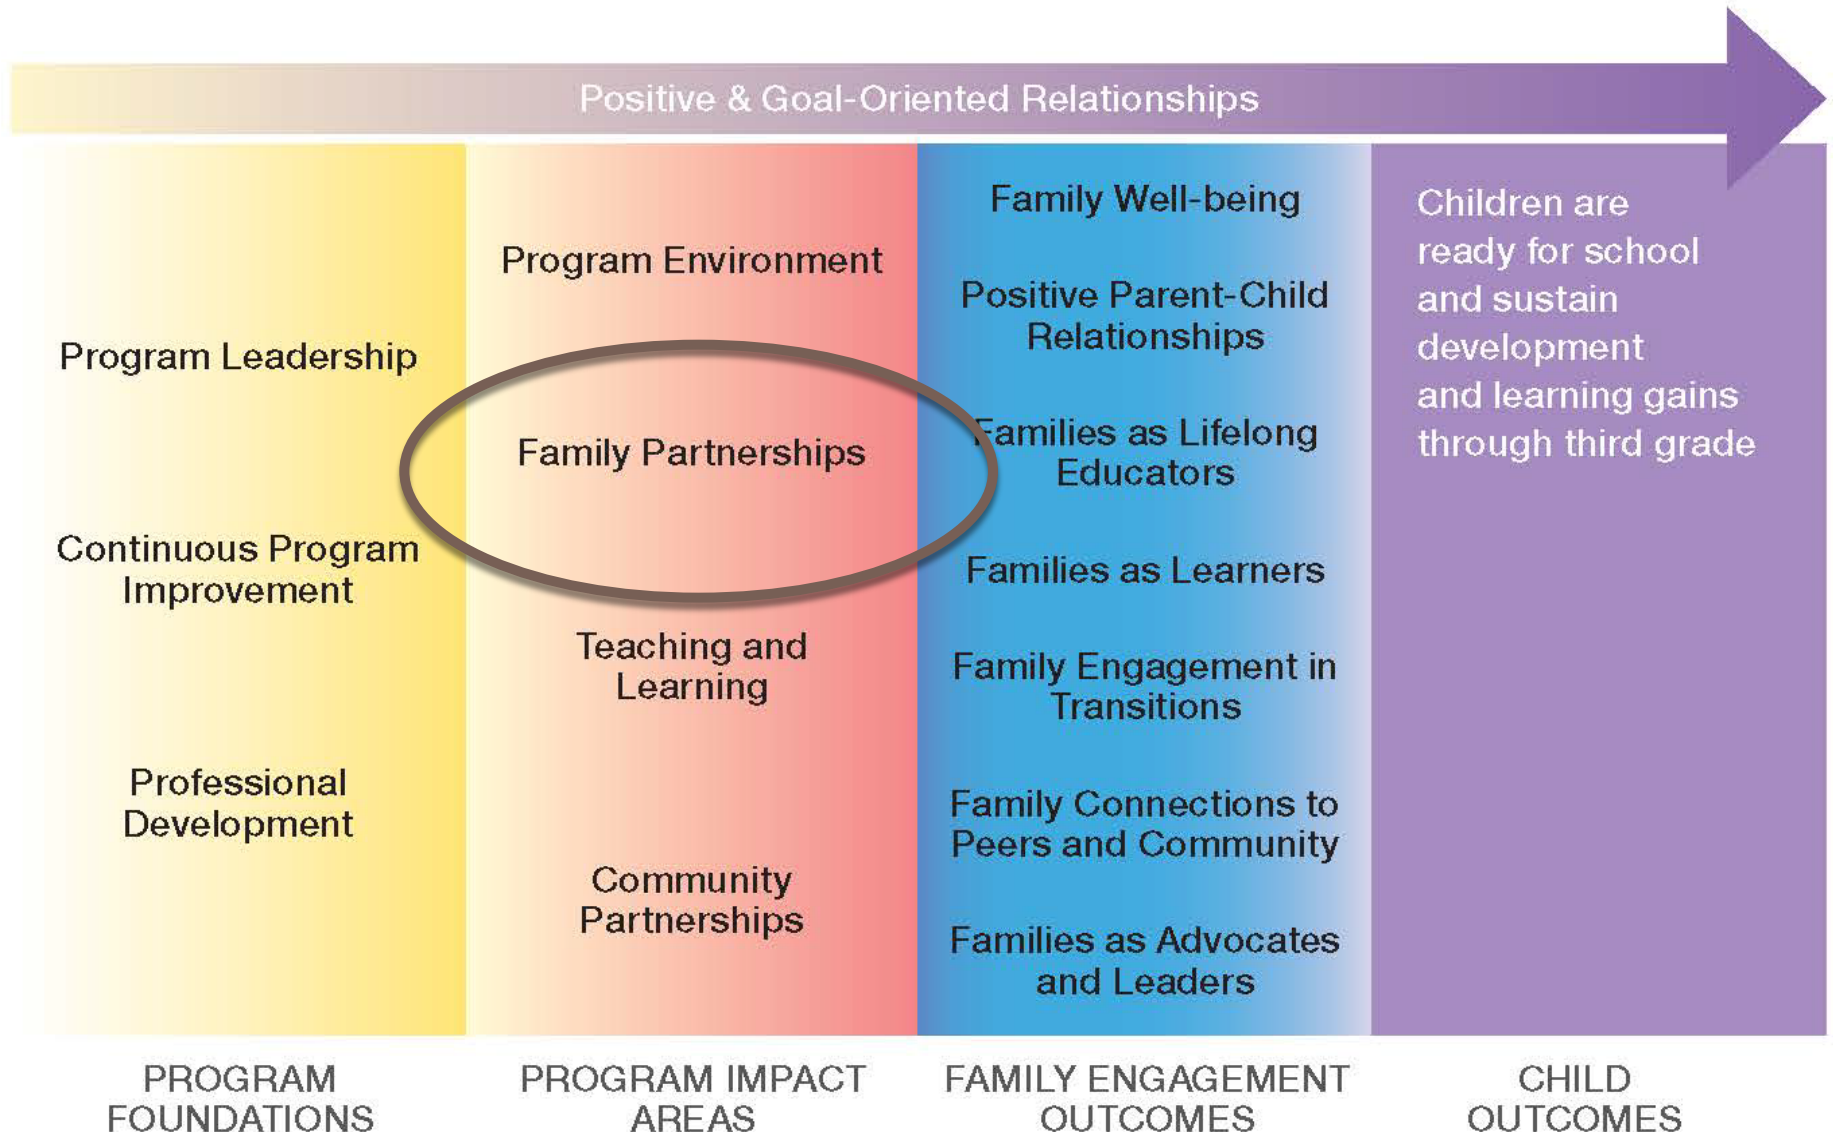 Positive & Goal-Oriented Relationships
Program Leadership
Continuous Program
Improvement
Professional
Development
PROGRAM
FOUNDATIONS
Program Environment
Family Partnerships
Teaching and
Learning
Community
Partnerships
PROGRAM IMPACT
AREAS
Family Well-being
Positive Parent-Child
Relationships
Families as Lifelong
Educators
Families as Learners
Family Engagement in
Transitions
Family Connections to
Peers and Community
Families as Advocates
and Leaders
FAMILY ENGAGEMENT
OUTCOMES
Children are
ready for school
and sustain
development
and learning gains
through third grade
CHILD
OUTCOMES